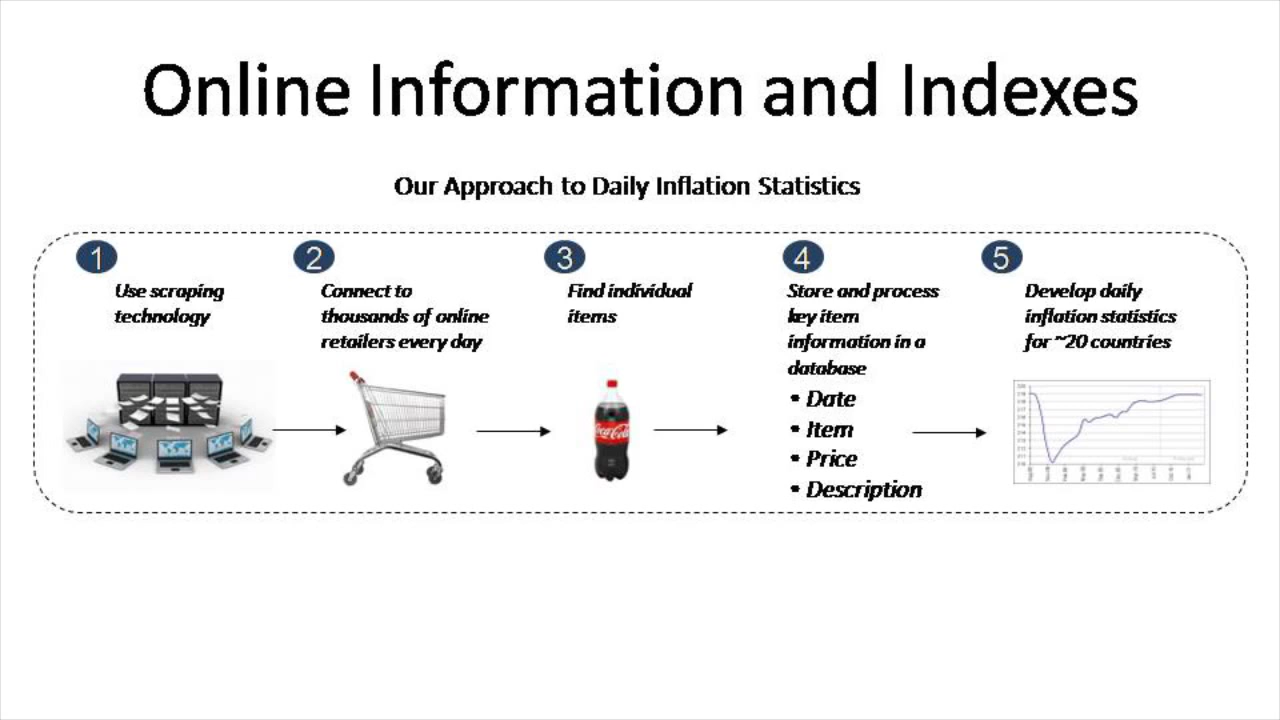 Online Information and Indexes
Our Approach to Daily Inflation Statistics
1
Use scraping
technology
2
Connect to
thousands of online
retailers every day
3
Find individual
items
Coca-Cola
4
Store and process
key item
information in a
database
• Date
• Item
• Price
• Description
5
Develop daily
inflation statistics
for ~20 countries